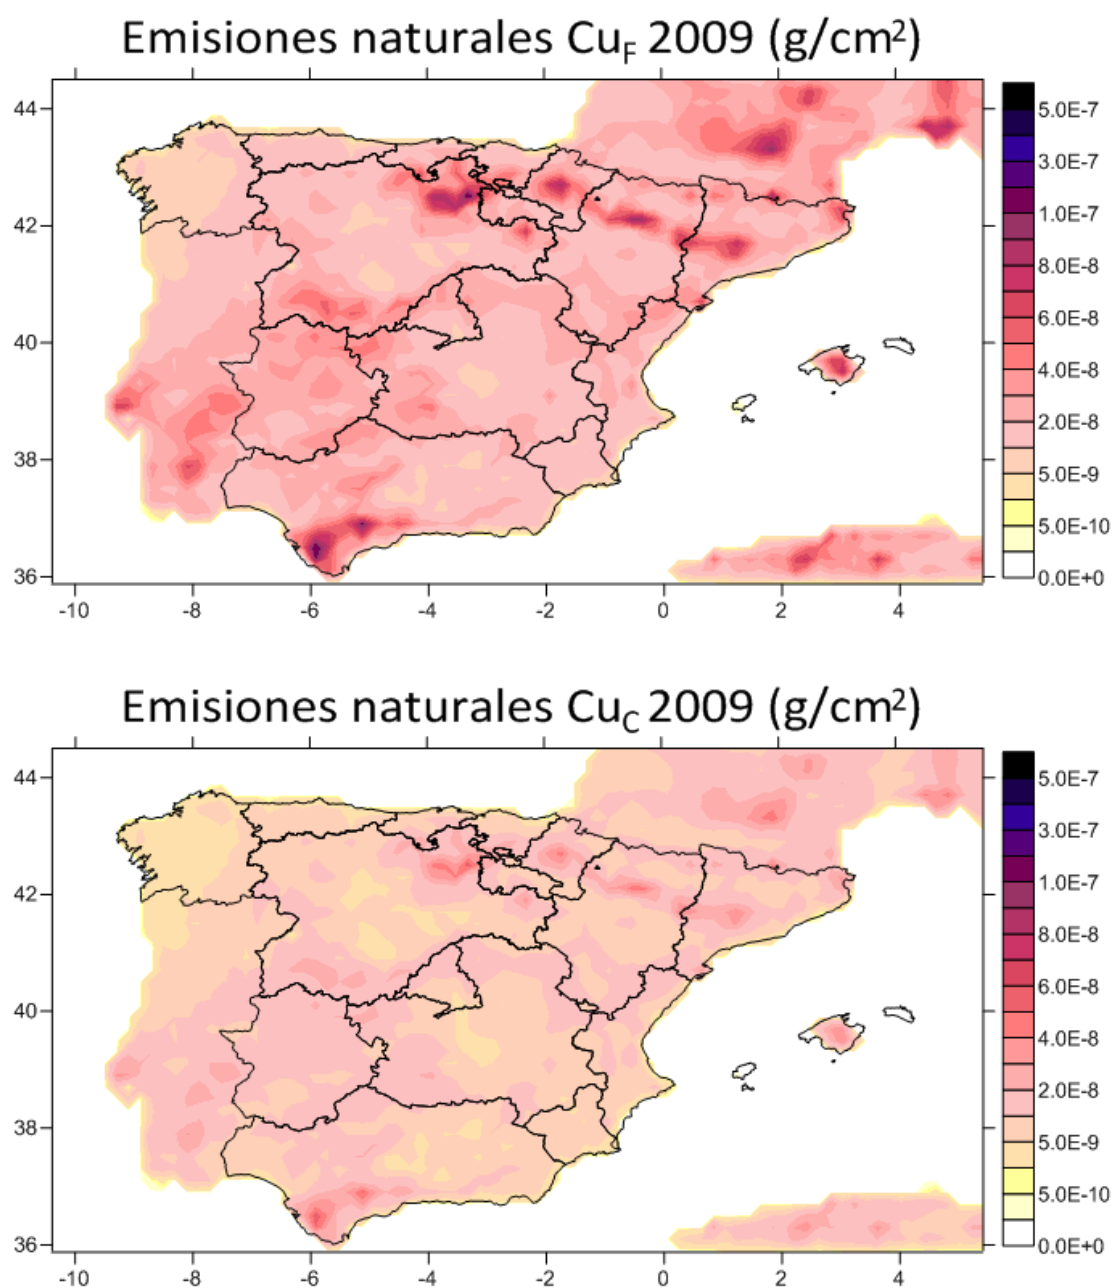 Emisiones naturales CuF 2009 (g/cm2)
44
42
40
38
36
-10 -8 -6 -4 -2 0 2 4
5.0E-7
3.0E-7
1.0E-7
8.0E-8
6.0E-8
4.0E-8
2.0E-8
5.0E-9
5.0E-10
0.0E+0
Emisiones naturales CuC 2009 (g/cm2)
44
42
40
38
36
-10 -8 -6 -4 -2 0 2 4
5.0E-7
3.0E-7
1.0E-7
8.0E-8
6.0E-8
4.0E-8
2.0E-8
5.0E-9
5.0E-10
0.0E+0